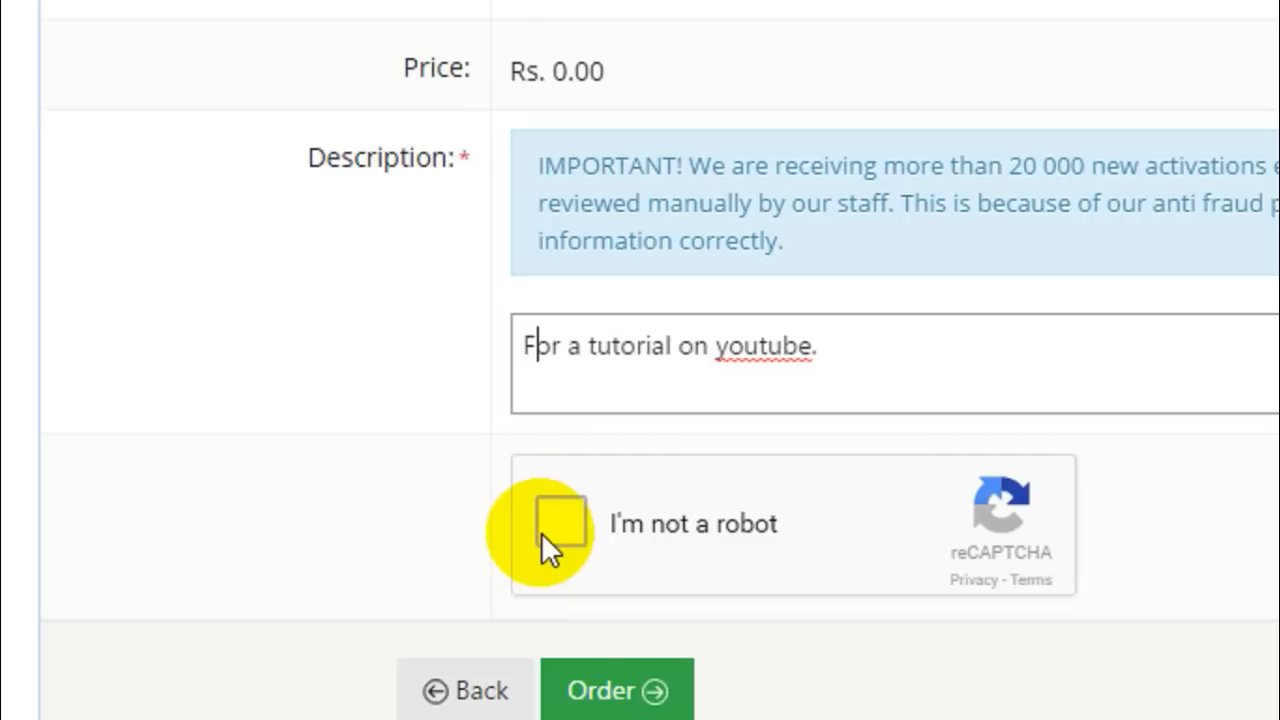 Price:
Rs. 0.00
Description:*
IMPORTANT! We are receiving more than 20 000 new activations
reviewed manually by our staff. This is because of our anti fraud
information correctly.
For a tutorial on youtube.
I'm not a robot
reCAPTCHA
Privacy - Terms
Back
Order